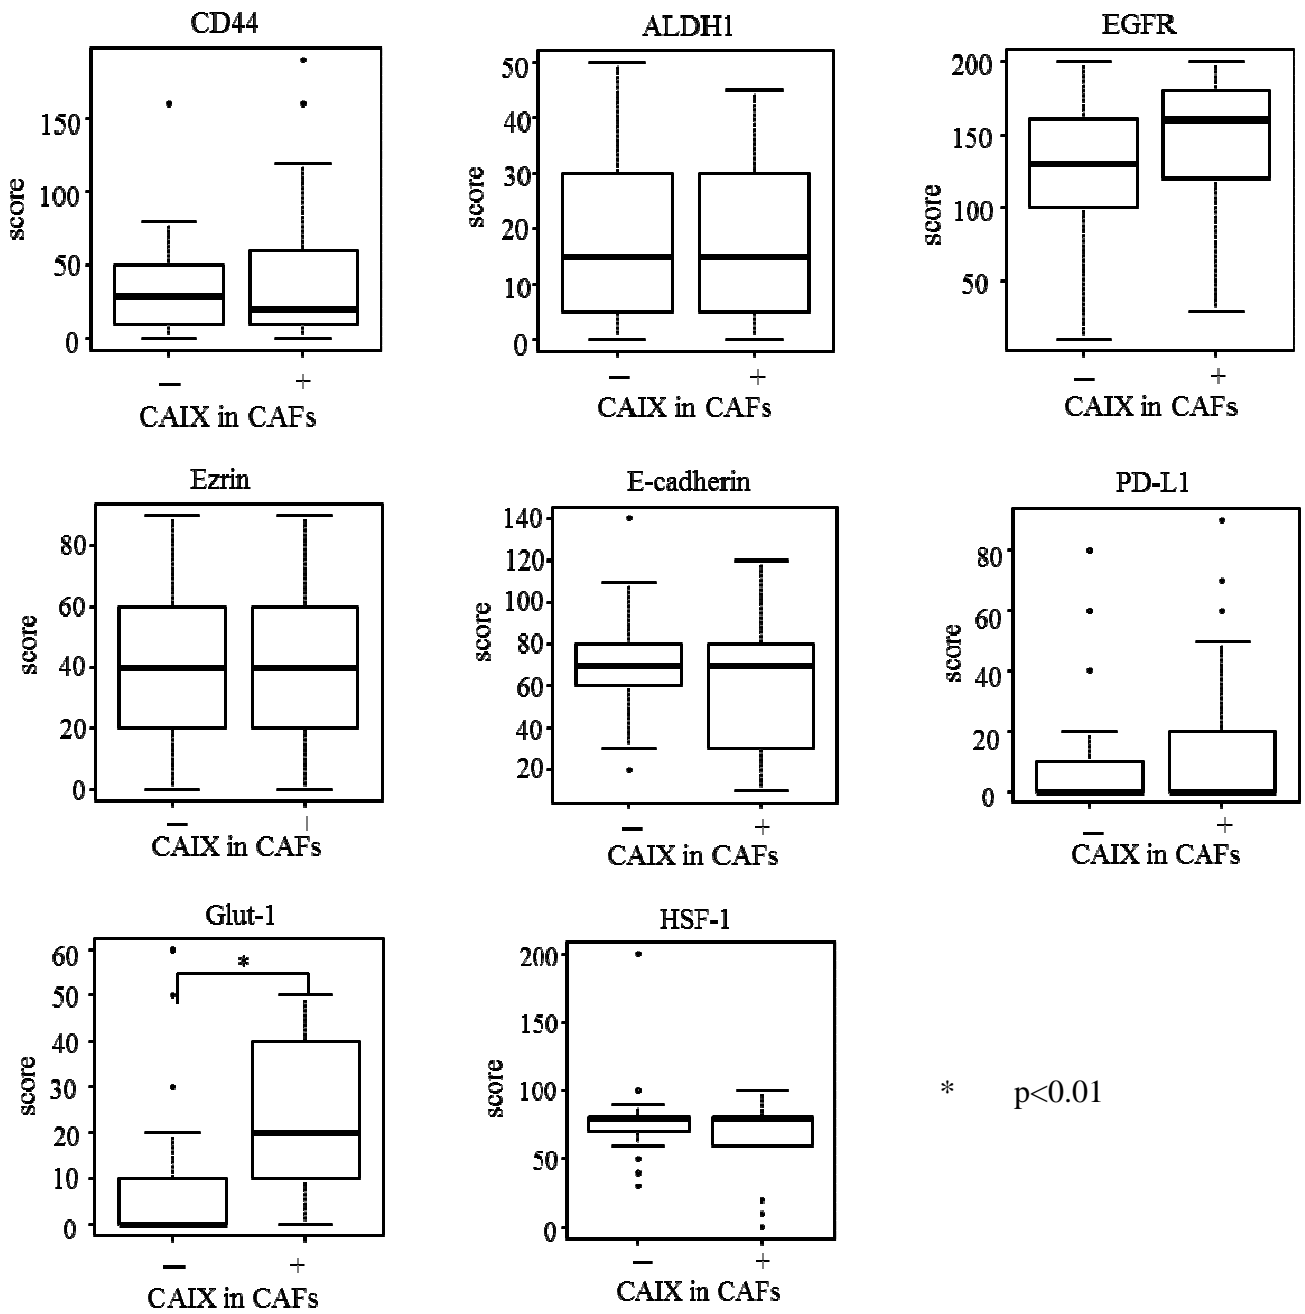 CD44
150
100
50
0
score
− +
CAIX in CAFs
ALDH1
50
40
30
20
10
0
score
− +
CAIX in CAFs
EGFR
200
150
100
50
score
− +
CAIX in CAFs
Ezrin
80
60
40
20
0
score
− +
CAIX in CAFs
E-cadherin
140
120
100
80
60
40
20
score
− +
CAIX in CAFs
PD-L1
80
60
40
20
0
score
− +
CAIX in CAFs
Glut-1
60
50
40
30
20
10
0
score
*
− +
CAIX in CAFs
HSF-1
200
150
100
50
0
score
− +
CAIX in CAFs
* p<0.01